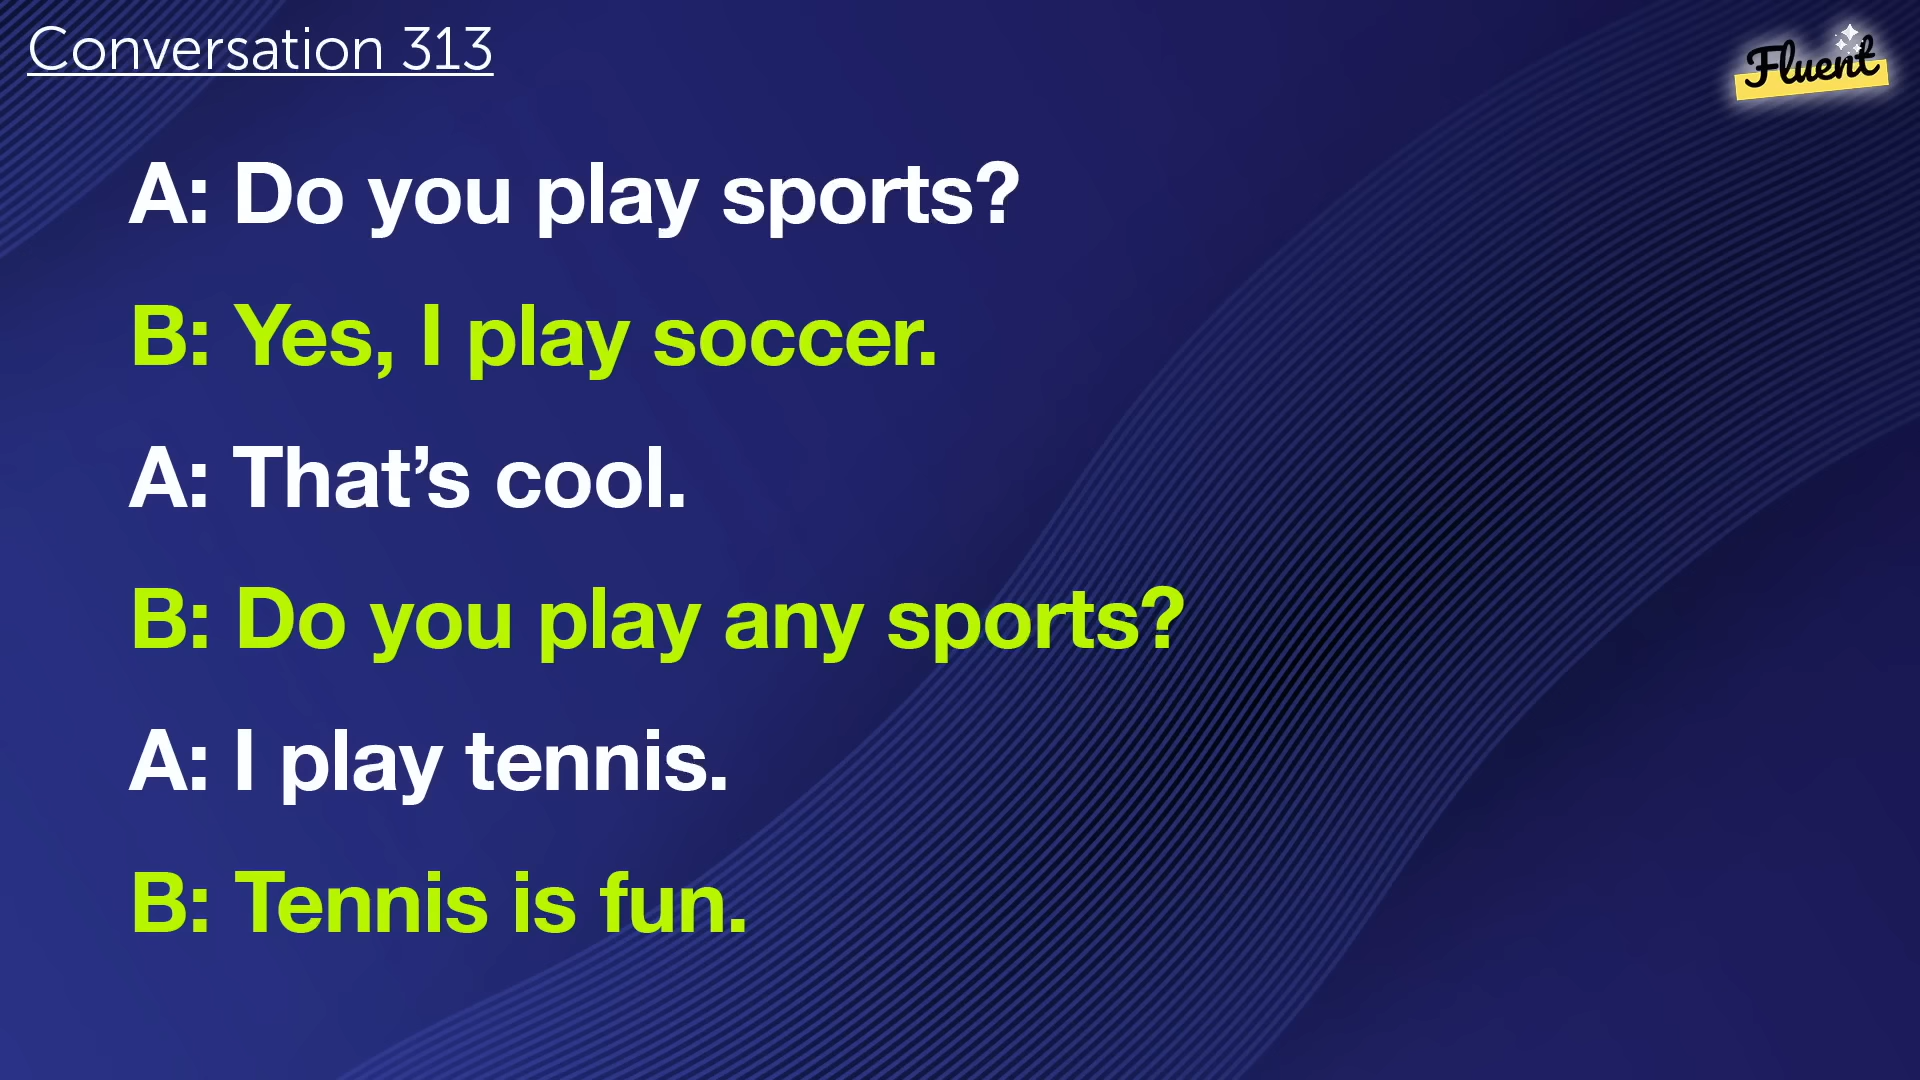 Conversation 313
Fluent
A: Do you play sports?
B: Yes, I play soccer.
A: That’s cool.
B: Do you play any sports?
A: I play tennis.
B: Tennis is fun.